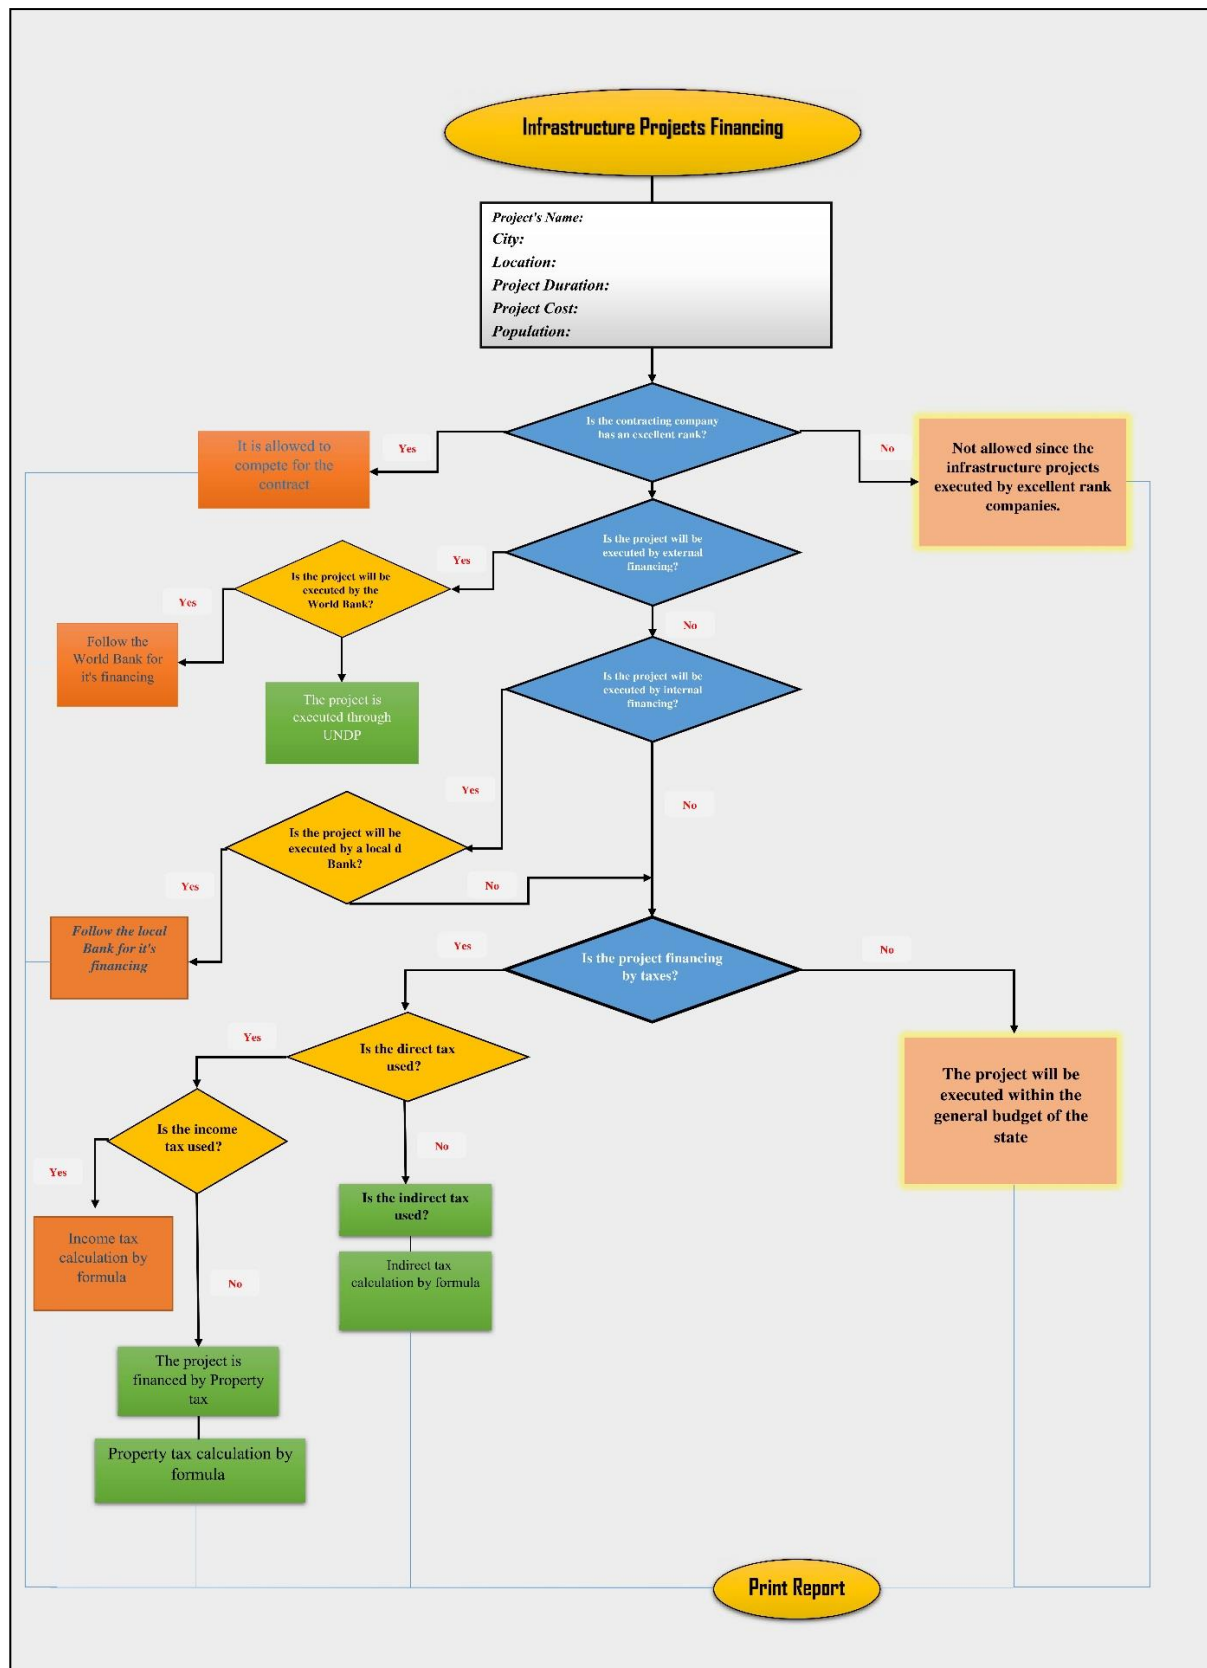 Infrastructure Projects Financing
Project's Name:
City:
Location:
Project Duration:
Project Cost:
Population:
Is the contracting company
has an excellent rank?
Yes
No
It is allowed to
compete for the
contract
Not allowed since the
infrastructure projects
executed by excellent rank
companies.
Is the project will be
executed by external
financing?
Yes
Is the project will be
executed by the
World Bank?
Yes
No
Follow the
World Bank for
it's financing
Is the project will be
executed by internal
financing?
The project is
executed through
UNDP
Yes
No
Is the project will be
executed by a local d
Bank?
Yes
No
Follow the local
Bank for it's
financing
Yes
No
Is the project financing
by taxes?
Yes
Is the direct tax
used?
The project will be
executed within the
general budget of the
state
Is the income
tax used?
Yes
No
Is the indirect tax
used?
Income tax
calculation by
formula
Indirect tax
calculation by formula
No
The project is
financed by Property
tax
Property tax calculation by
formula
Print Report